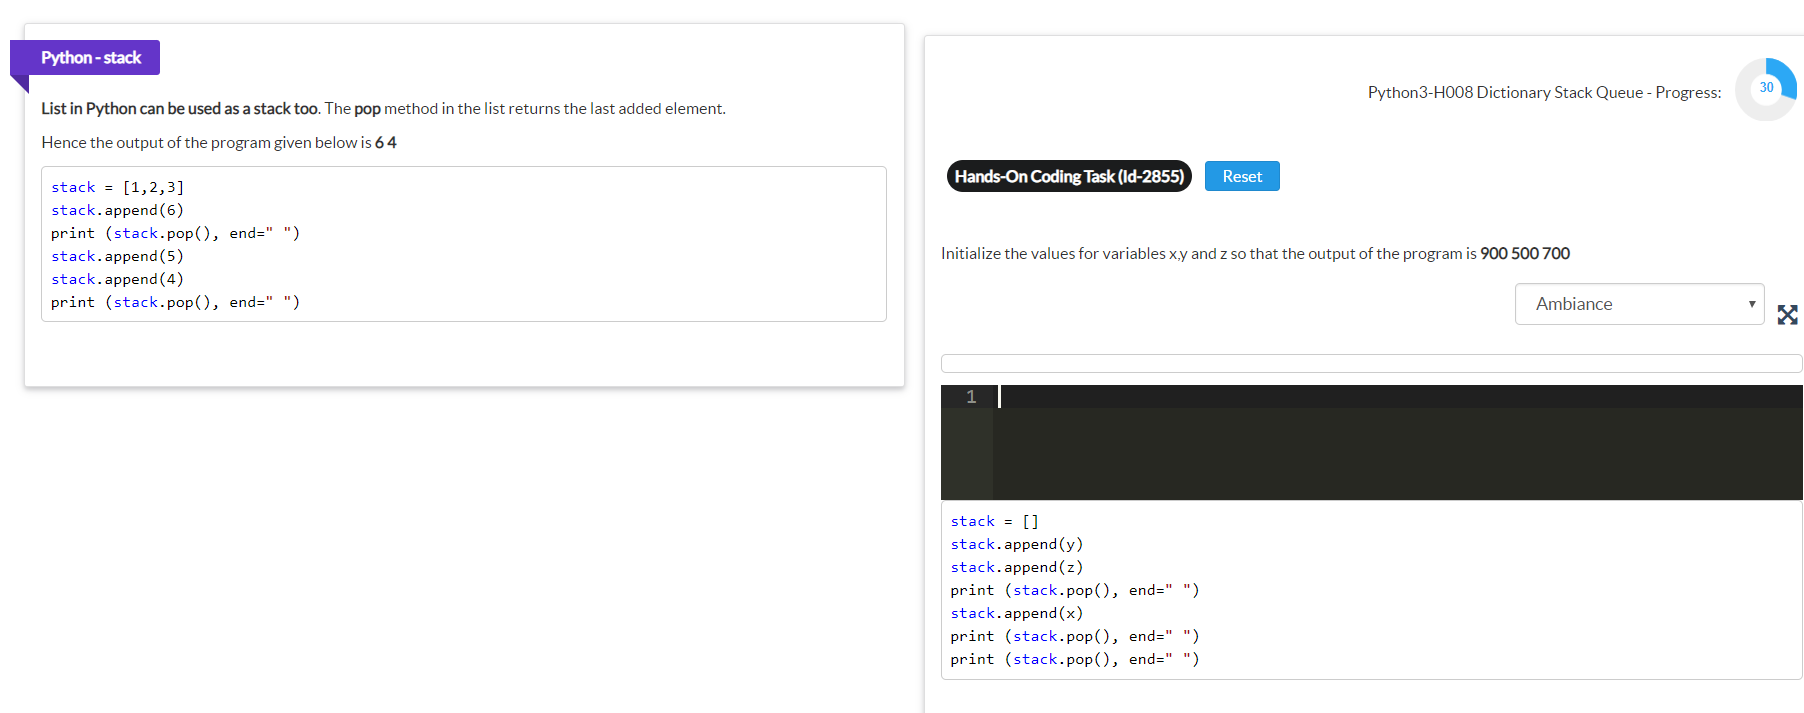 Python - stack
List in Python can be used as a stack too. The pop method in the list returns the last added element.
Hence the output of the program given below is 6 4
stack = [1,2,3]
stack.append(6)
print (stack.pop(), end=" ")
stack.append(5)
stack.append(4)
print (stack.pop(), end=" ")
Python3-H008 Dictionary Stack Queue - Progress:
30
Hands-On Coding Task (Id-2855)
Reset
Initialize the values for variables x,y and z so that the output of the program is 900 500 700
Ambiance
1
stack = []
stack.append(y)
stack.append(z)
print (stack.pop(), end=" ")
stack.append(x)
print (stack.pop(), end=" ")
print (stack.pop(), end=" ")